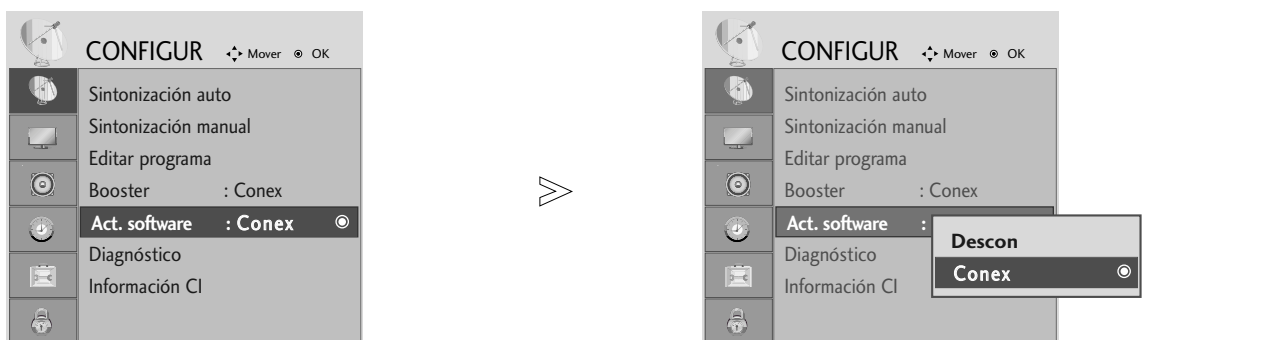 CONFIGUR Mover OK
Sintonización auto
Sintonización manual
Editar programa
Booster : Conex
Act. software : Conex
Diagnóstico
Información CI
CONFIGUR Mover OK
Sintonización auto
Sintonización manual
Editar programa
Booster : Conex
Act. software :
Diagnóstico
Información CI
Descon
Conex